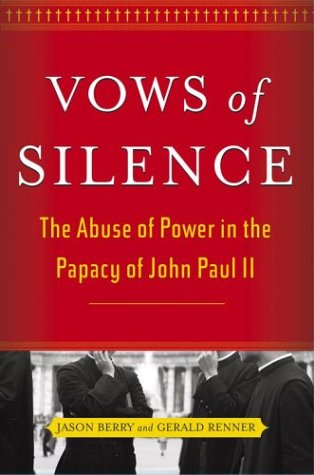 VOWS of
SILENCE
The Abuse of Power in the
Papacy of John Paul II
JASON BERRY AND GERALD RENNER